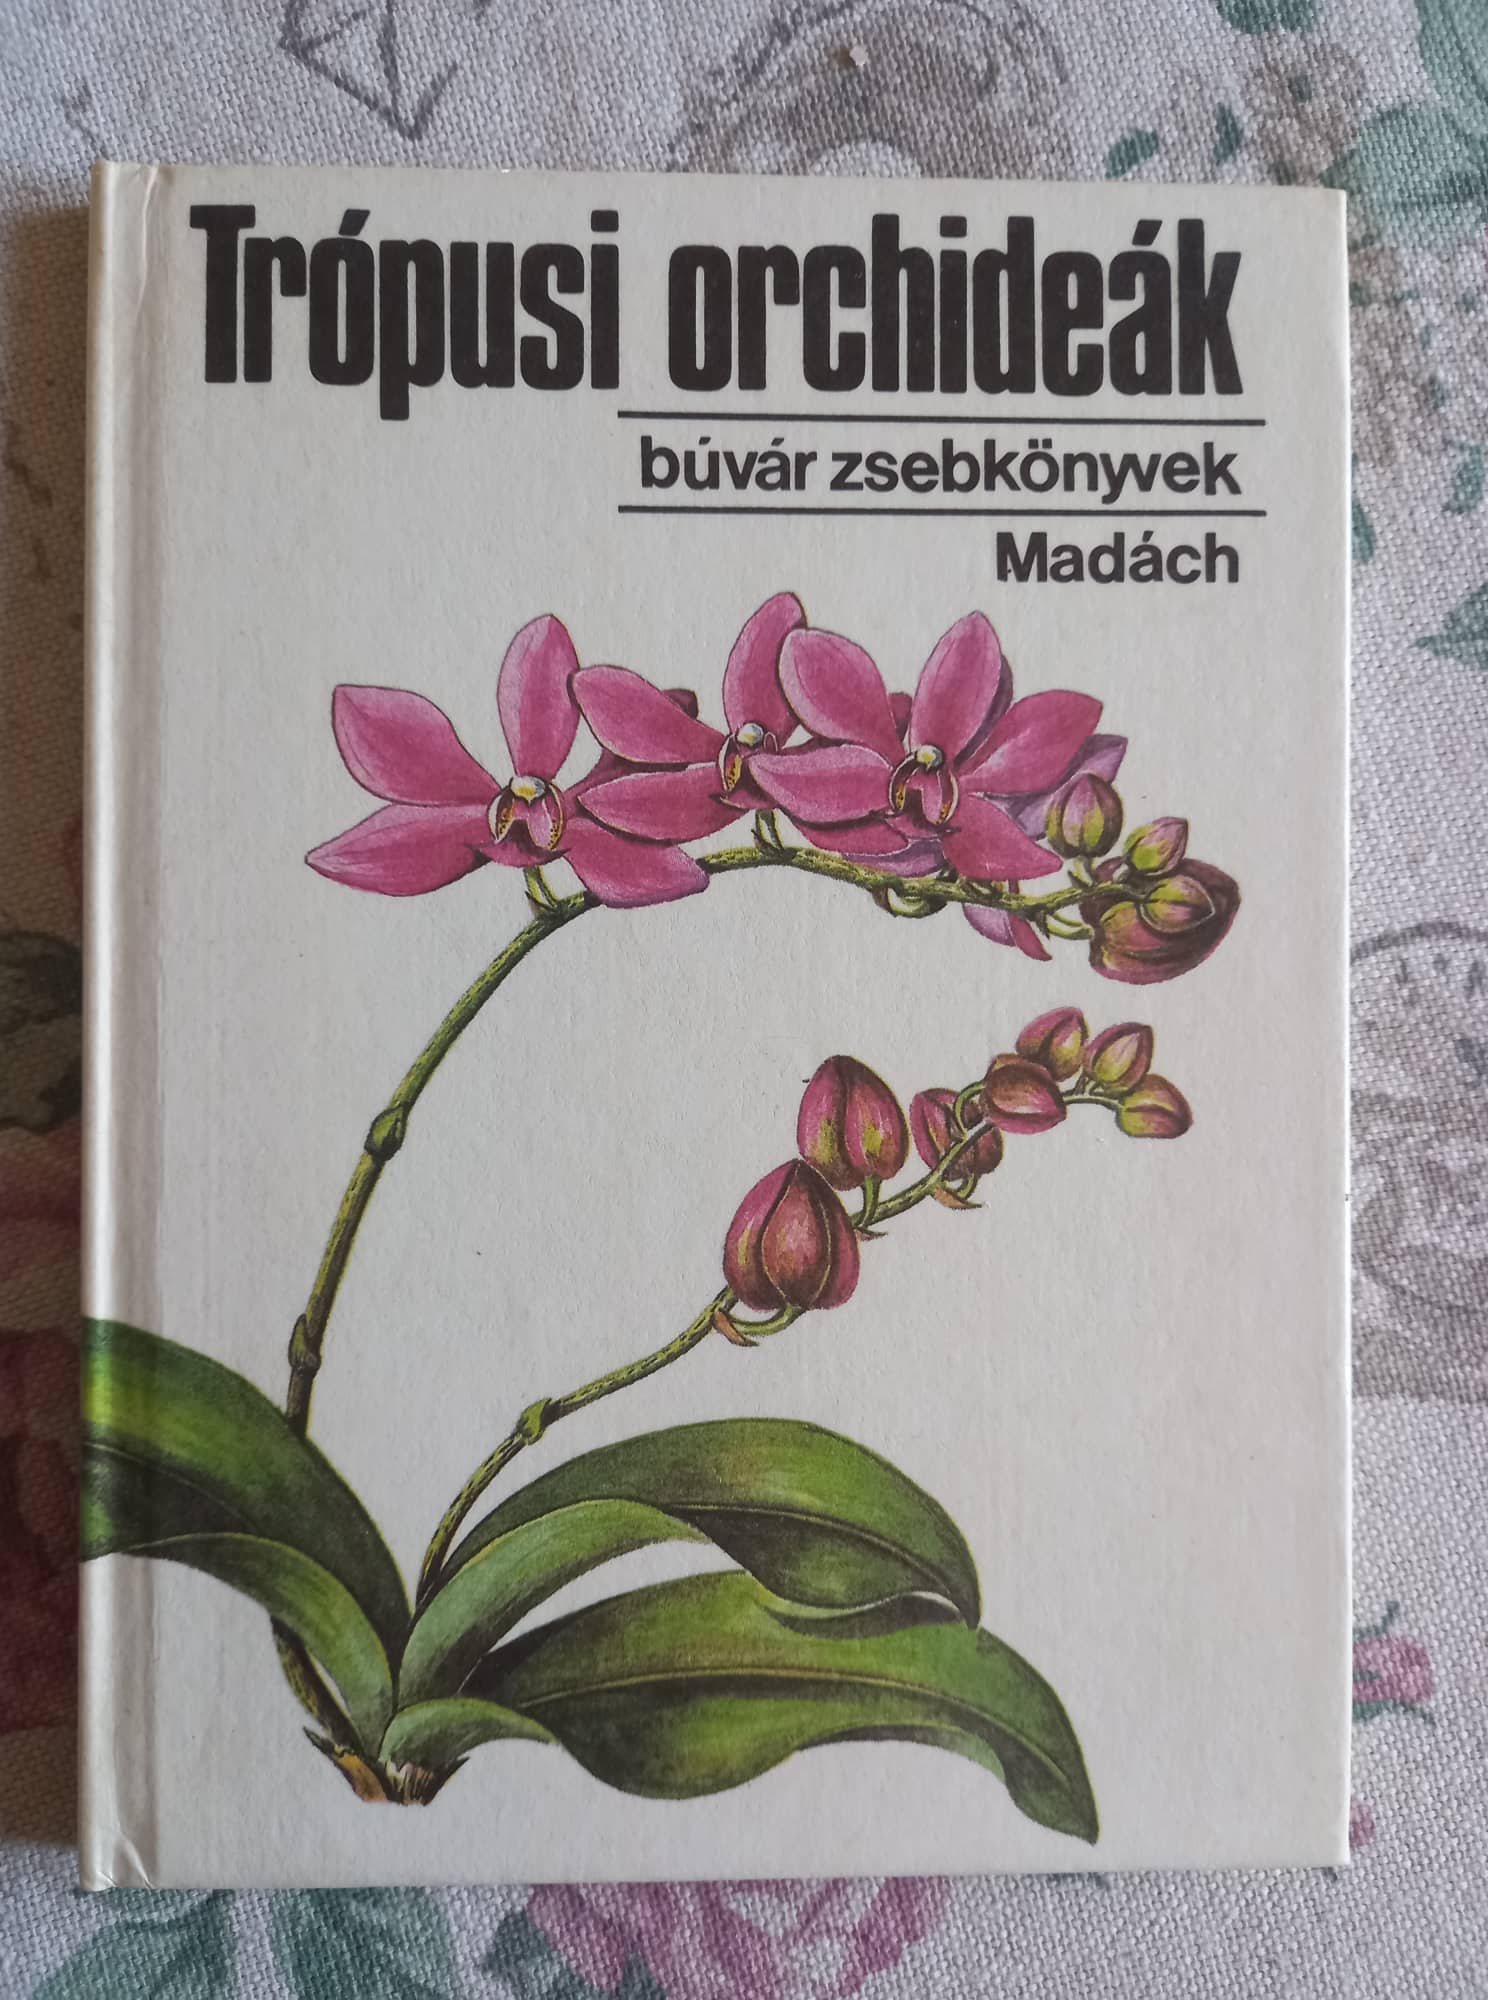 Trópusi orchideák
búvár zsebkönyvek
Madách